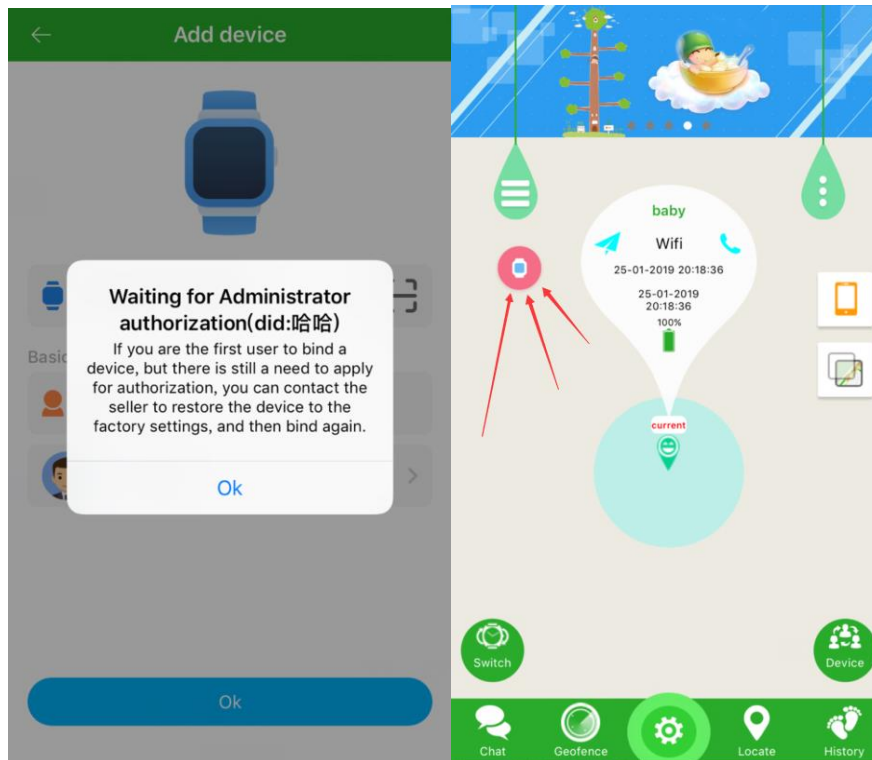 Add device
Waiting for Administrator
authorization(did:哈哈)
If you are the first user to bind a
device, but there is still a need to apply
for authorization, you can contact the
seller to restore the device to the
factory settings, and then bind again.
Ok
Basic
Ok
baby
Wifi
25-01-2019 20:18:36
25-01-2019
20:18:36
100%
current
Switch
Device
Chat
Geofence
Locate
History